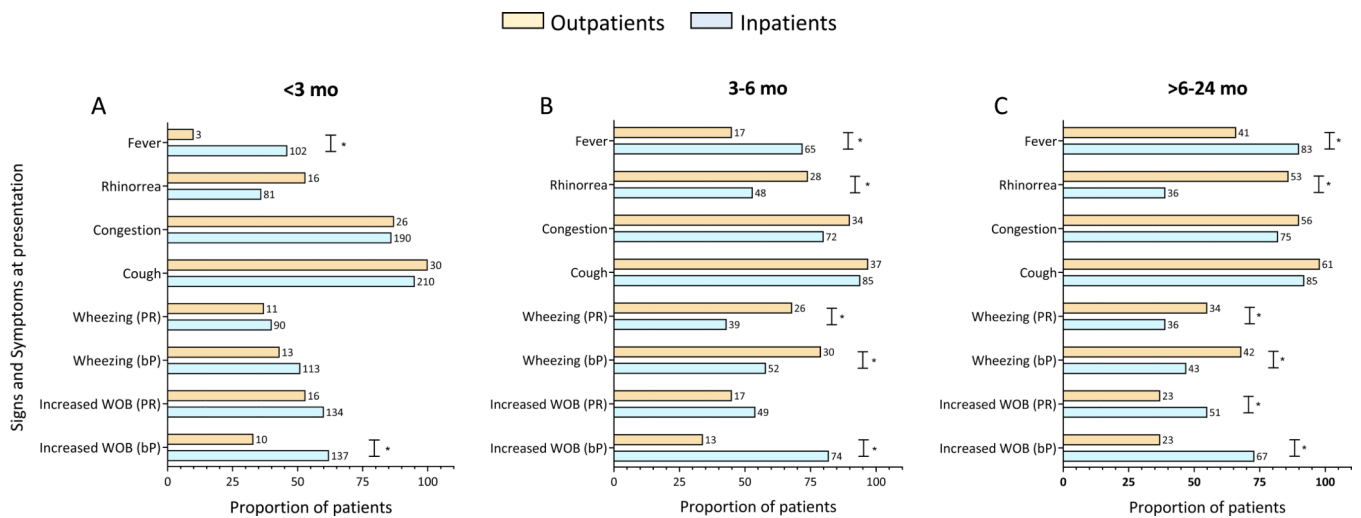 Outpatients Inpatients
Signs and Symptoms at presentation
A
<3 mo
Fever
3
102
*
Rhinorrea
16
81
Congestion
26
190
Cough
30
210
Wheezing (PR)
11
90
Wheezing (bP)
13
113
Increased WOB (PR)
16
134
Increased WOB (bP)
10
137
*
0 25 50 75 100
Proportion of patients
B
3-6 mo
Fever
17
65
*
Rhinorrea
28
48
*
Congestion
34
72
Cough
37
85
Wheezing (PR)
26
39
*
Wheezing (bP)
30
52
*
Increased WOB (PR)
17
49
Increased WOB (bP)
13
74
*
0 25 50 75 100
Proportion of patients
C
>6-24 mo
Fever
41
83
*
Rhinorrea
53
36
*
Congestion
56
75
Cough
61
85
Wheezing (PR)
34
36
*
Wheezing (bP)
42
43
*
Increased WOB (PR)
23
51
*
Increased WOB (bP)
23
67
*
0 25 50 75 100
Proportion of patients